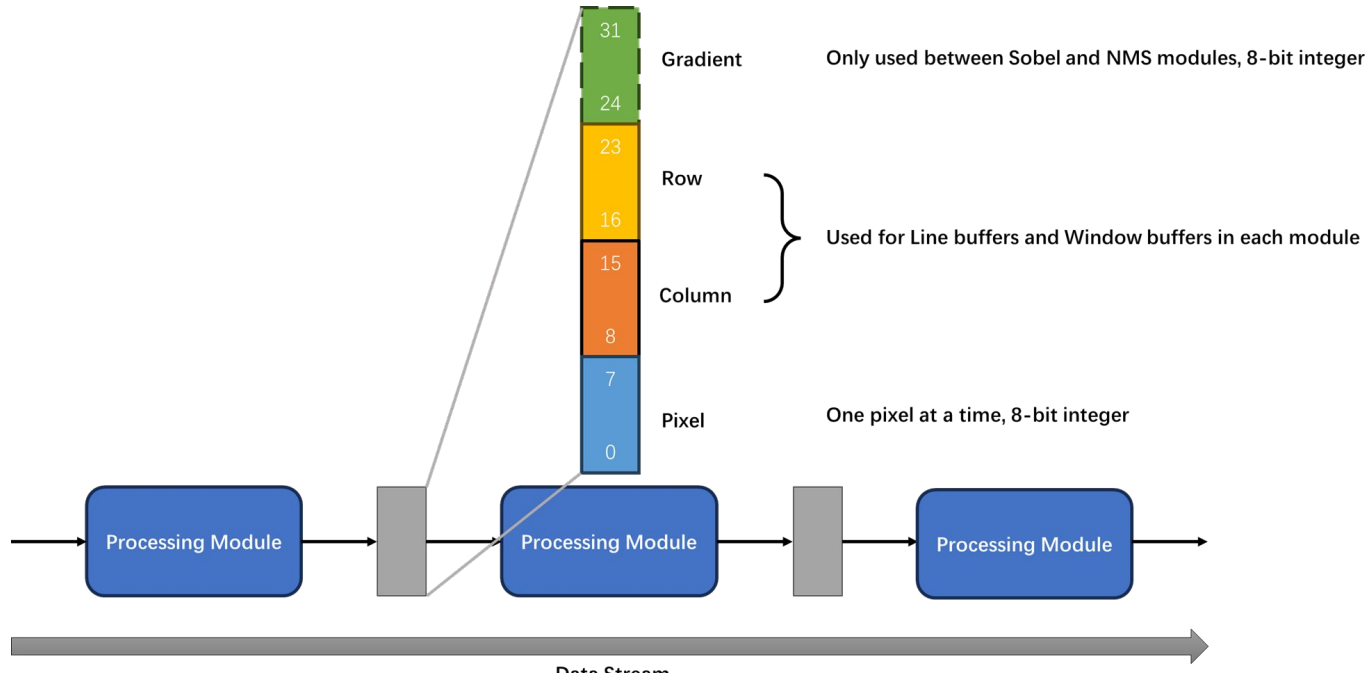 31
Gradient
Only used between Sobel and NMS modules, 8-bit integer
24
23
Row
16
Used for Line buffers and Window buffers in each module
15
Column
8
7
Pixel
One pixel at a time, 8-bit integer
0
Processing Module
Processing Module
Processing Module
Data Stream